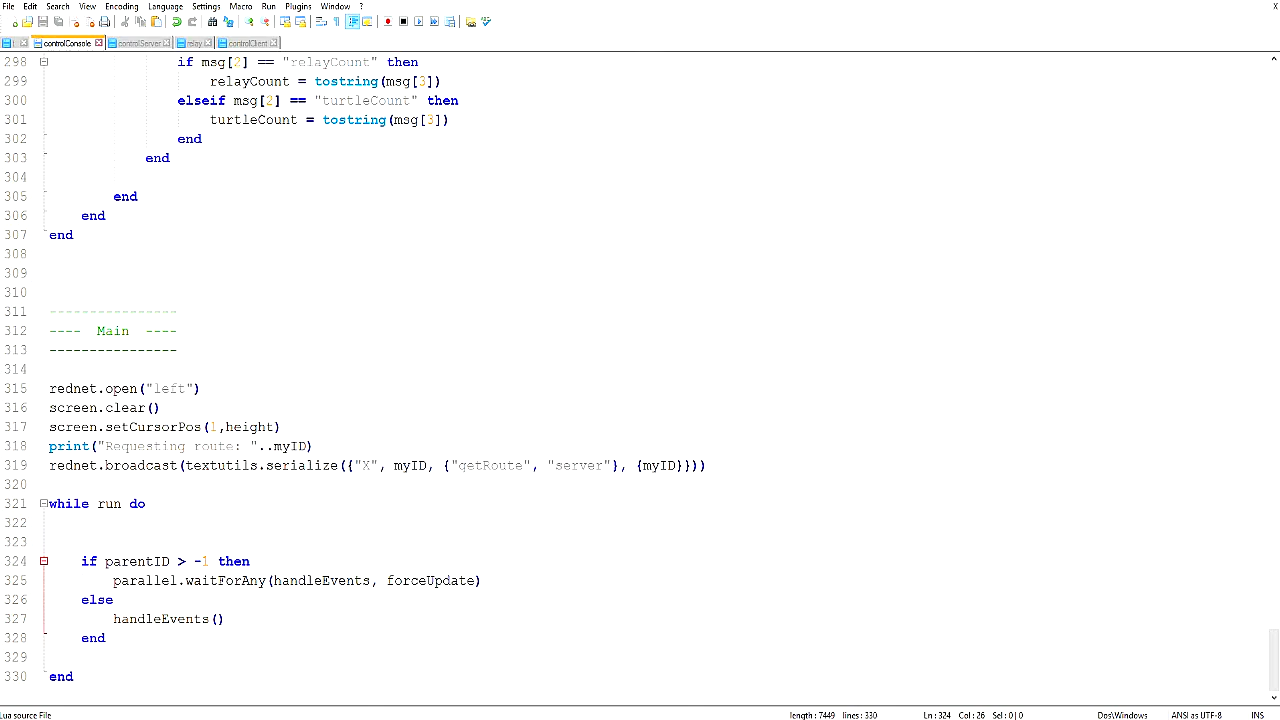 File Edit Search View Encoding Language Settings Macro Run Plugins Window ? X
controlConsole controlServer relay controlClient
298 if msg[2] == "relayCount" then
299 relayCount = tostring(msg[3])
300 elseif msg[2] == "turtleCount" then
301 turtleCount = tostring(msg[3])
302 end
303 end
304
305 end
306 end
307 end
308
309
310
311 ----------------
312 ---- Main ----
313 ----------------
314
315 rednet.open("left")
316 screen.clear()
317 screen.setCursorPos(1,height)
318 print("Requesting route: "..myID)
319 rednet.broadcast(textutils.serialize({"X", myID, {"getRoute", "server"}, {myID}}))
320
321 while run do
322
323
324 if parentID > -1 then
325 parallel.waitForAny(handleEvents, forceUpdate)
326 else
327 handleEvents()
328 end
329
330 end
Lua source File length : 7449 lines : 330 Ln : 324 Col : 26 Sel : 0 | 0 Dos\Windows ANSI as UTF-8 INS